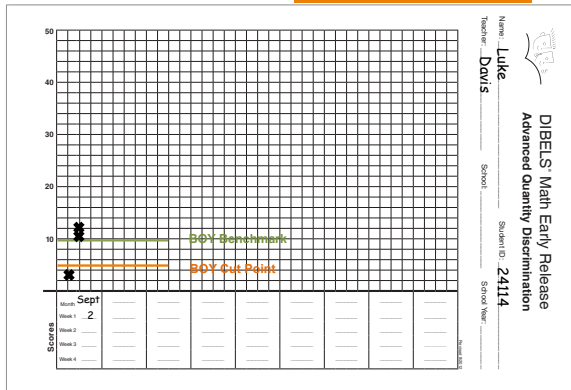 DIBELS® Math Early Release
Advanced Quantity Discrimination
Name: Luke Student ID: 24114
Teacher: Davis School: School Year:
50
40
30
20
10
BOY Benchmark
BOY Cut Point
Scores
Month Sept
Week 1 2
Week 2
Week 3
Week 4